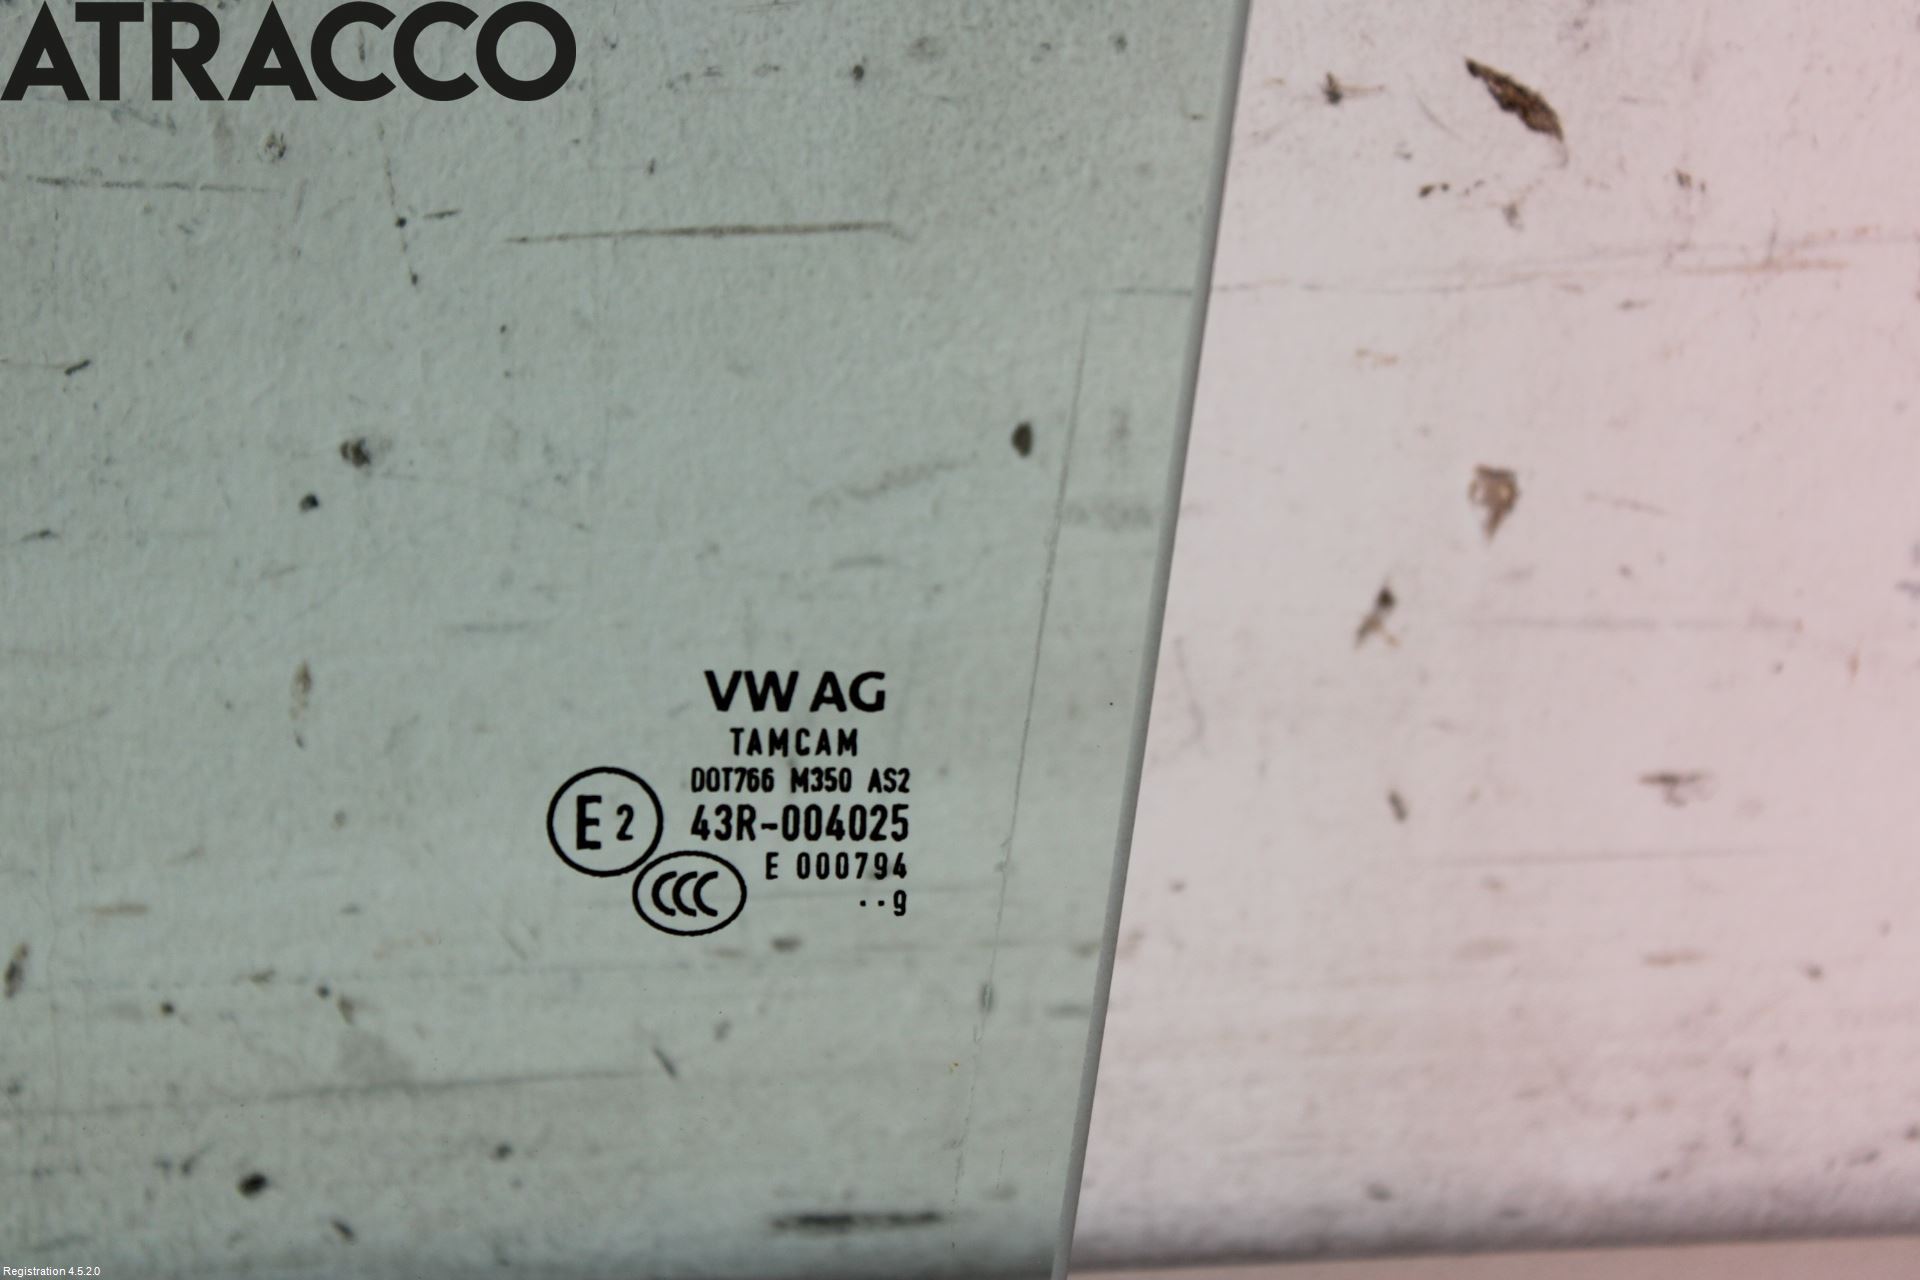 ATRACCO
VW AG
TAMCAM
DOT766 M350 AS2
E2 43R-004025
E 000794
CCC ··9
Registration 4.5.2.0